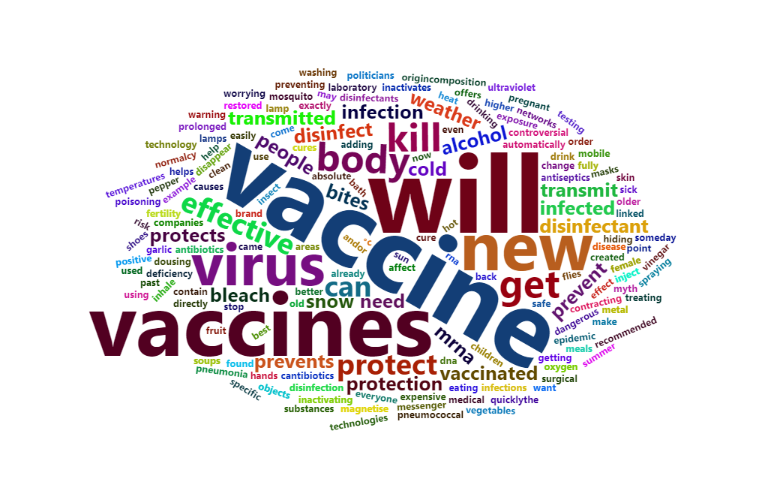 washing
politicians
origincomposition
preventing
laboratory
inactivates
ultraviolet
worrying
mosquito
may
disinfectants
offers
pregnant
restored
lamp
exactly
weather
heat
drinking
higher
networks
testing
warning
transmitted
infection
exposure
prolonged
easily
come
disinfect
kill
even
alcohol
controversial
technology
lamps
people
cures
adding
now
automatically
order
normalcy
help
disappear
use
absolute
body
cold
drink
mobile
temperatures
pepper
helps
clean
insect
bath
bites
will
antiseptics
masks
change
fully
skin
poisoning
example
causes
vaccine
transmit
sick
fertility
effective
brand
infected
older
linked
risk
companies
andor
°c
cure
hot
disinfectant
shoes
protects
came
areas
sun
rna
new
hiding
someday
garlic
antibiotics
disease
point
positive
dousing
virus
already
affect
back
flies
created
female
vinegar
used
deficiency
can
get
safe
prevent
effect
inject
spraying
past
inhale
contain
bleach
better
snow
need
myth
treating
using
directly
stop
old
contracting
metal
vaccines
fruit
best
mrna
dangerous
make
epidemic
recommended
soups
found
prevents
protect
dna
children
vaccinated
getting
meals
summer
pneumonia
hands
cantibiotics
protection
oxygen
surgical
specific
objects
disinfection
everyone
expensive
medical
eating
infections
want
inactivating
messenger
quicklythe
substances
magnetise
pneumococcal
vegetables
technologies